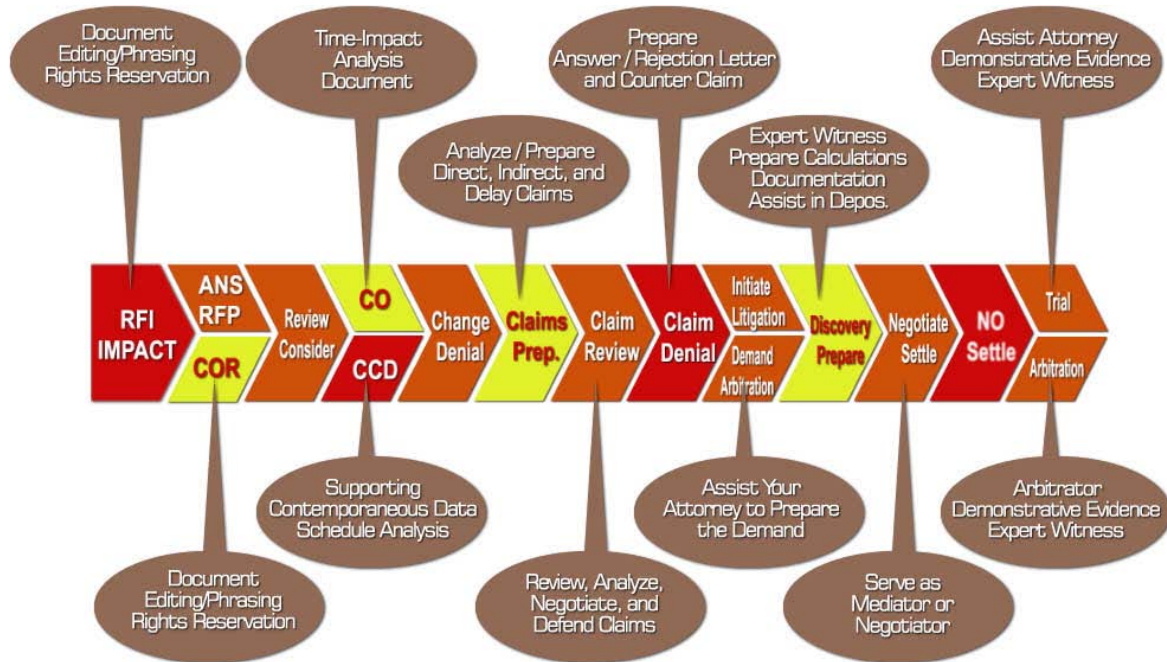 Document
Editing/Phrasing
Rights Reservation
Time-Impact
Analysis
Document
Prepare
Answer / Rejection Letter
and Counter Claim
Assist Attorney
Demonstrative Evidence
Expert Witness
Analyze / Prepare
Direct, Indirect, and
Delay Claims
Expert Witness
Prepare Calculations
Documentation
Assist in Depos.
RFI
IMPACT
ANS
RFP
COR
Review
Consider
CO
CCD
Change
Denial
Claims
Prep.
Claim
Review
Claim
Denial
Initiate
Litigation
Demand
Arbitration
Discovery
Prepare
Negotiate
Settle
NO
Settle
Trial
Arbitration
Supporting
Contemporaneous Data
Schedule Analysis
Assist Your
Attorney to Prepare
the Demand
Arbitrator
Demonstrative Evidence
Expert Witness
Document
Editing/Phrasing
Rights Reservation
Review, Analyze,
Negotiate, and
Defend Claims
Serve as
Mediator or
Negotiator